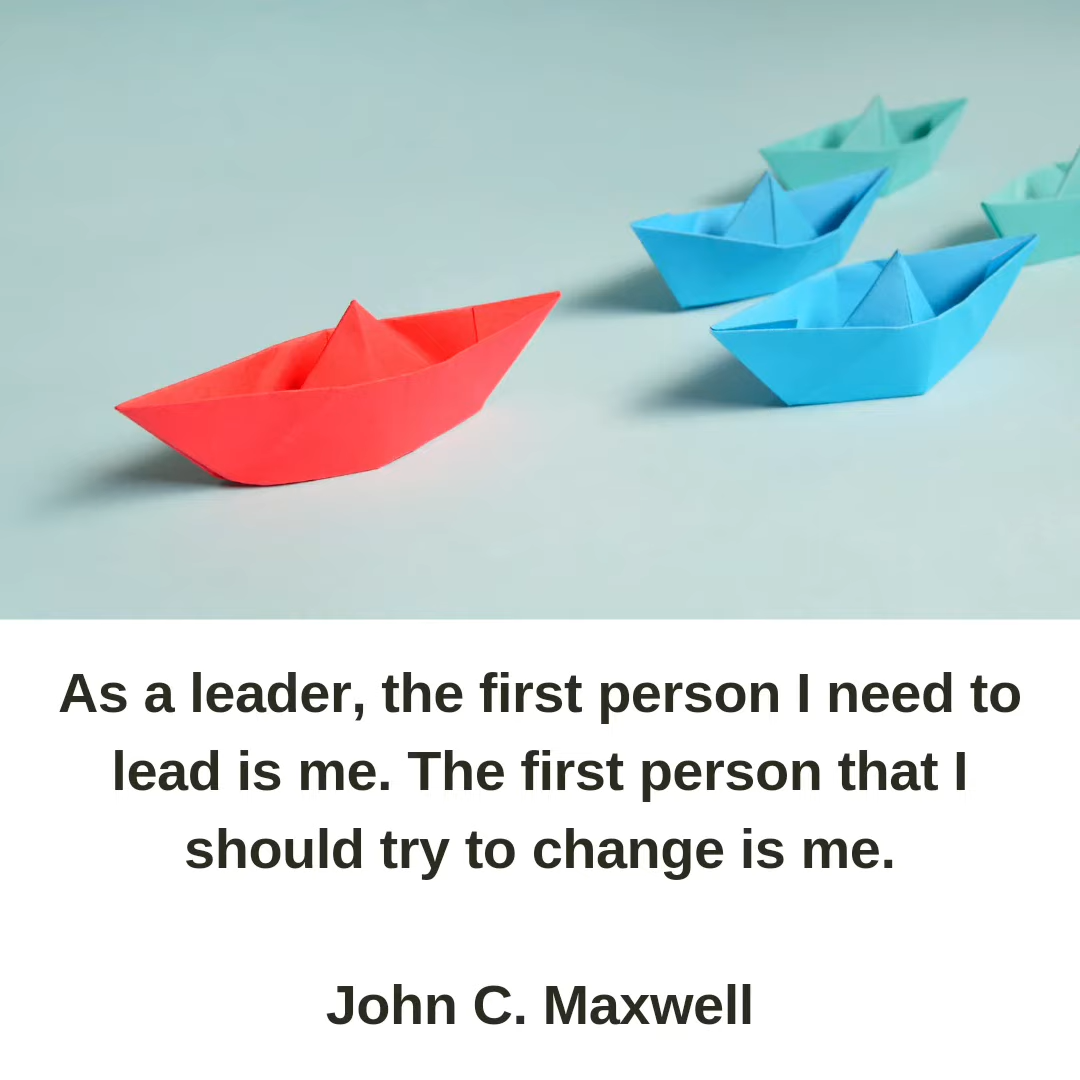 As a leader, the first person I need to
lead is me. The first person that I
should try to change is me.
John C. Maxwell